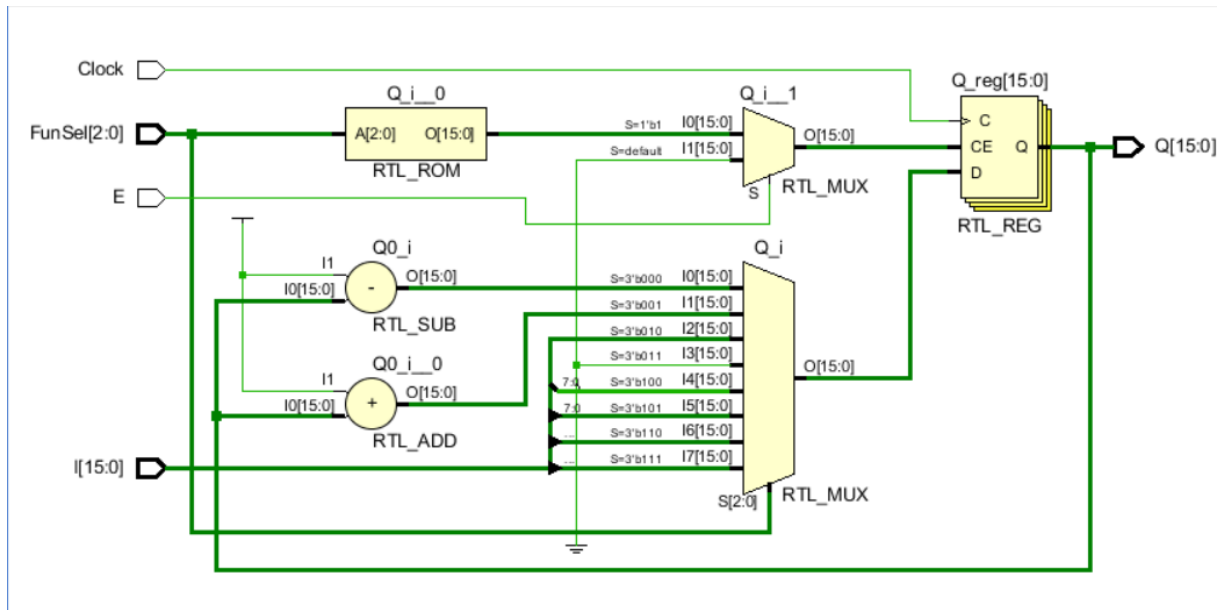 Clock
Q_i__0
Q_i__1
Q_reg[15:0]
FunSel[2:0]
A[2:0]
O[15:0]
RTL_ROM
S=1'b1
I0[15:0]
S=default
I1[15:0]
O[15:0]
S
RTL_MUX
C
CE
Q
D
RTL_REG
Q[15:0]
E
Q0_i
I1
I0[15:0]
-
O[15:0]
RTL_SUB
Q0_i__0
I1
I0[15:0]
+
O[15:0]
RTL_ADD
I[15:0]
Q_i
S=3'b000 I0[15:0]
S=3'b001 I1[15:0]
S=3'b010 I2[15:0]
S=3'b011 I3[15:0]
7:0 S=3'b100 I4[15:0]
7:0 S=3'b101 I5[15:0]
... S=3'b110 I6[15:0]
... S=3'b111 I7[15:0]
O[15:0]
S[2:0]
RTL_MUX